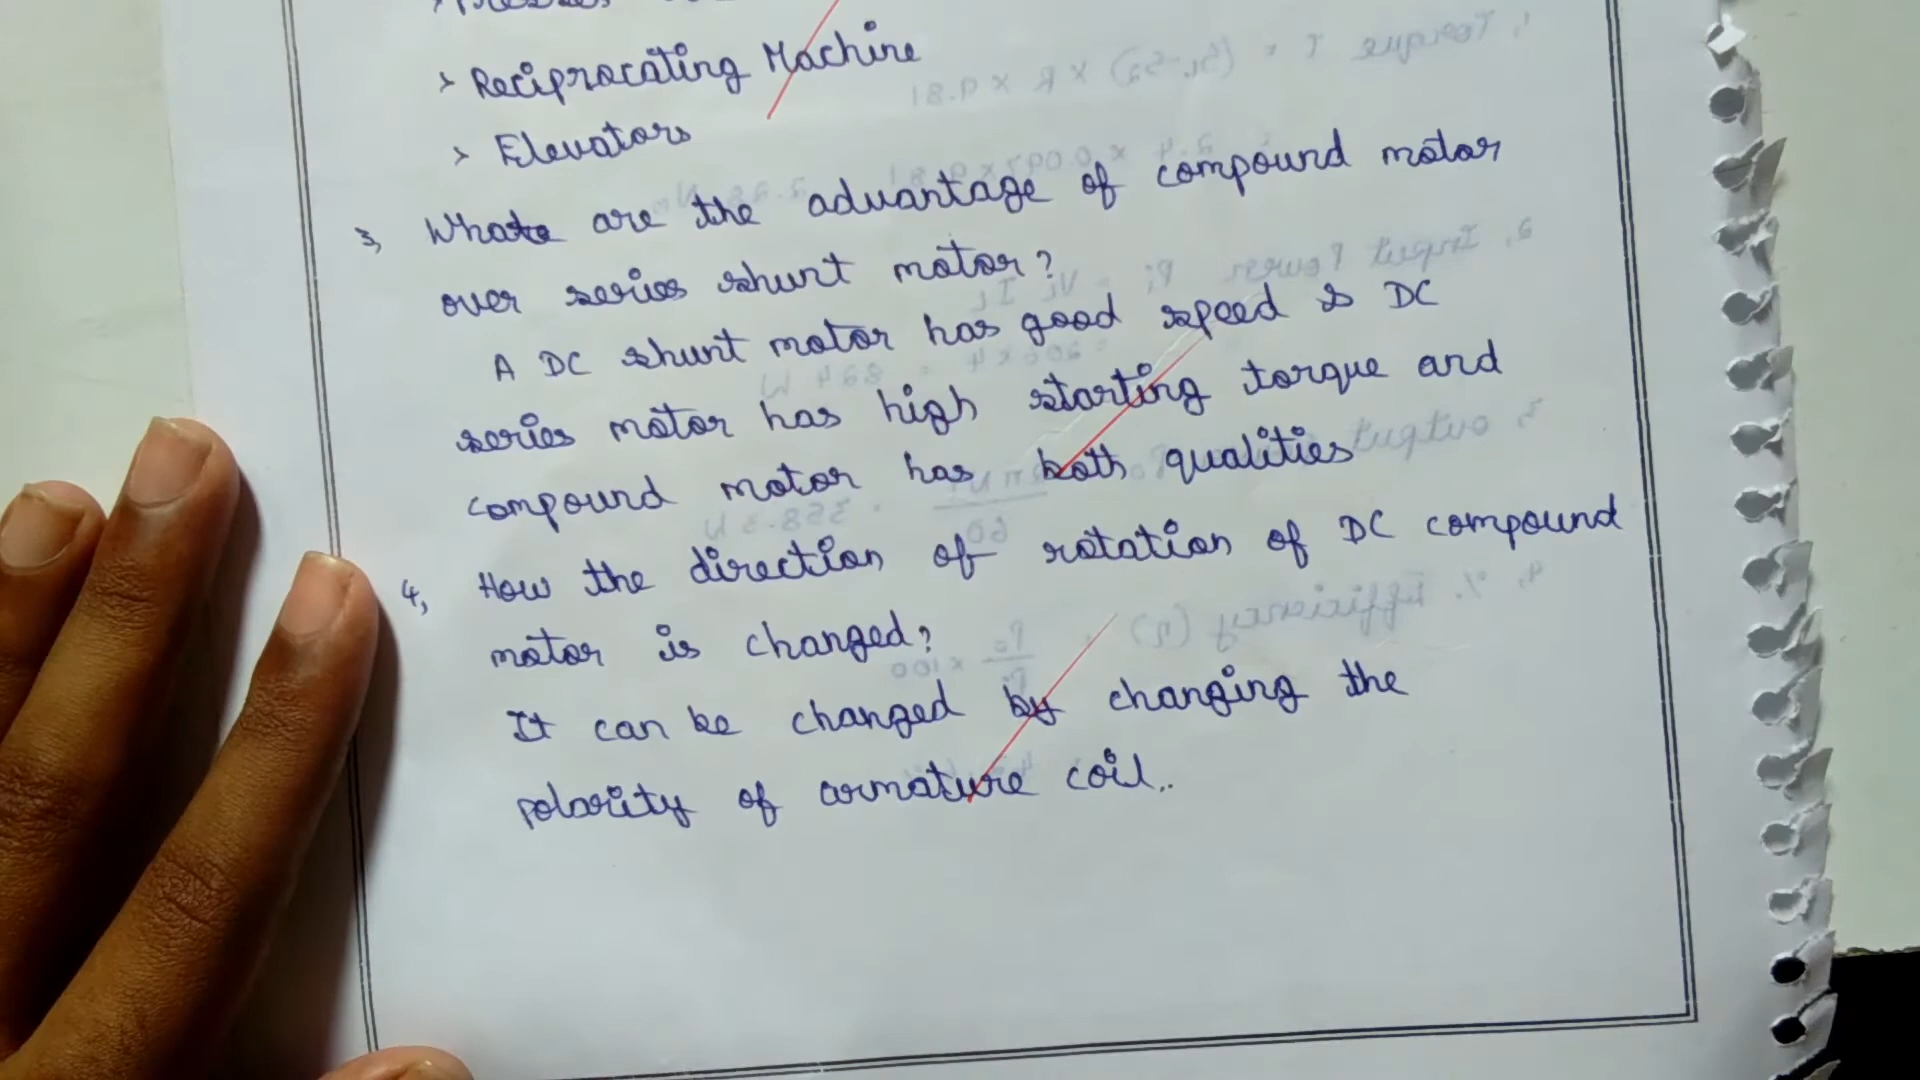 > Reciprocating Machine
> Elevators
3, Whate are the advantage of compound motor
over series shunt motor?
A DC shunt motor has good speed & DC
series motor has high starting torque and
compound motor has both qualities
4, How the direction of rotation of DC compound
motor is changed?
It can be changed by changing the
polarity of armature coil..